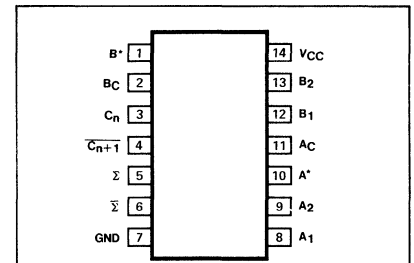 B* 1 14 VCC
BC 2 13 B2
Cn 3 12 B1
C̅n+1 4 11 AC
Σ 5 10 A*
Σ̅ 6 9 A2
GND 7 8 A1